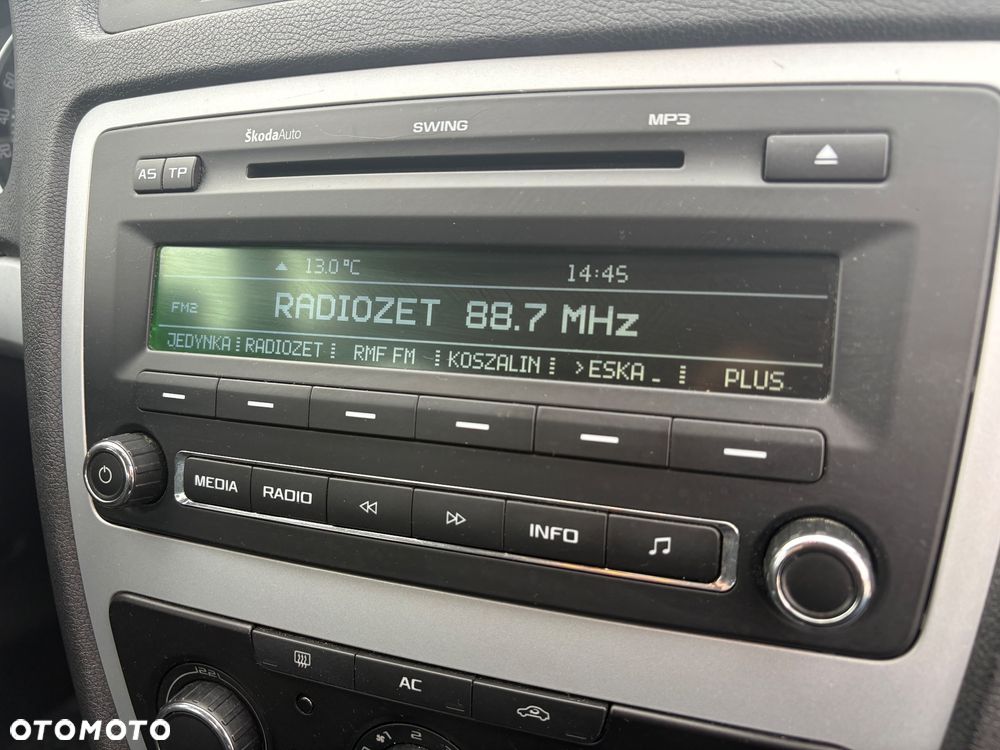 ŠkodaAuto SWING MP3
AS TP
13.0°C 14:45
FM2 RADIOZET 88.7 MHz
JEDYNKA RADIOZET RMF FM KOSZALIN >ESKA_ PLUS
MEDIA RADIO INFO
AC
OTOMOTO